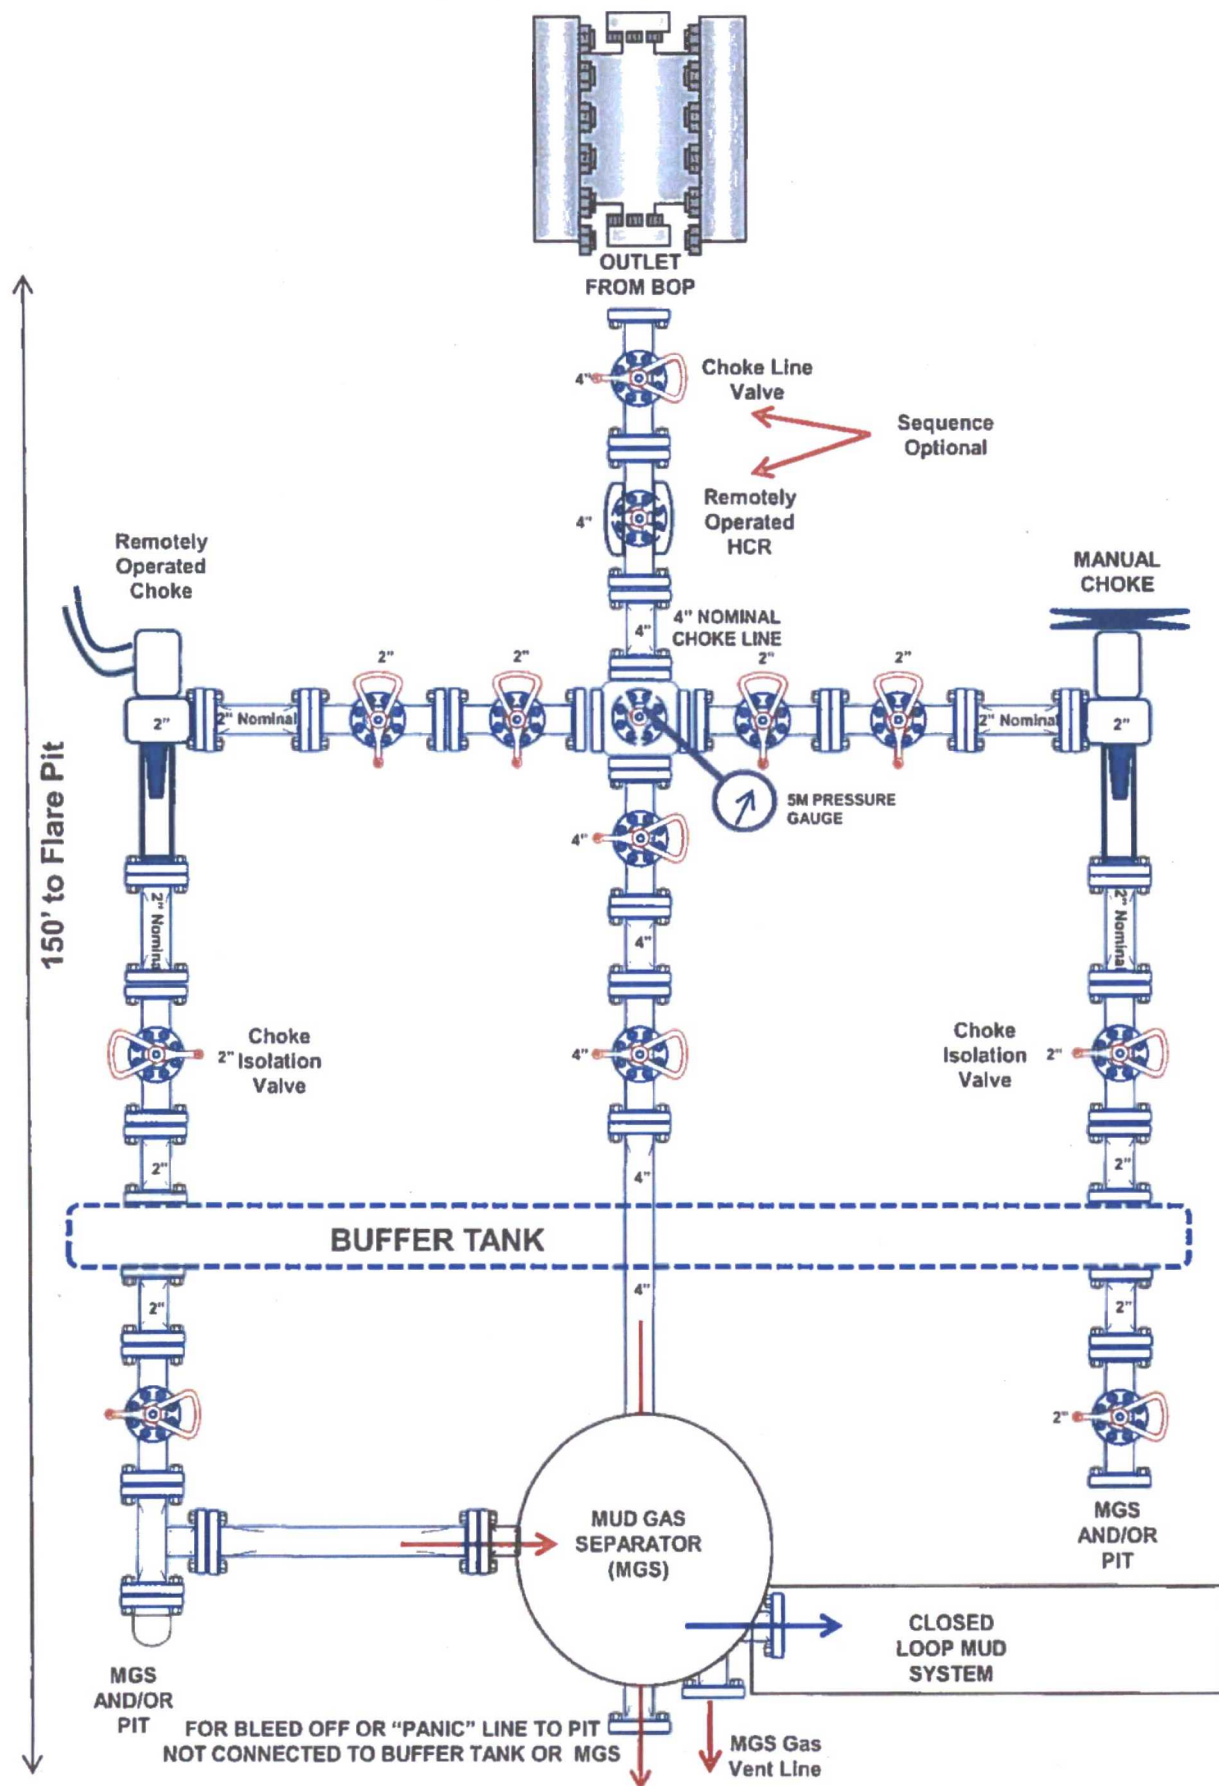 OUTLET
FROM BOP
4"
Choke Line
Valve
Sequence
Optional
4"
Remotely
Operated
HCR
Remotely
Operated
Choke
MANUAL
CHOKE
4"
4" NOMINAL
CHOKE LINE
2"
2"
2"
2"
2"
2" Nominal
2" Nominal
2"
5M PRESSURE
GAUGE
4"
150' to Flare Pit
2" Nominal
4"
2" Nominal
2"
Choke
Isolation
Valve
4"
Choke
Isolation
Valve
2"
2"
4"
2"
BUFFER TANK
2"
4"
2"
2"
MUD GAS
SEPARATOR
(MGS)
MGS
AND/OR
PIT
CLOSED
LOOP MUD
SYSTEM
MGS
AND/OR
PIT
FOR BLEED OFF OR “PANIC” LINE TO PIT
NOT CONNECTED TO BUFFER TANK OR MGS
MGS Gas
Vent Line